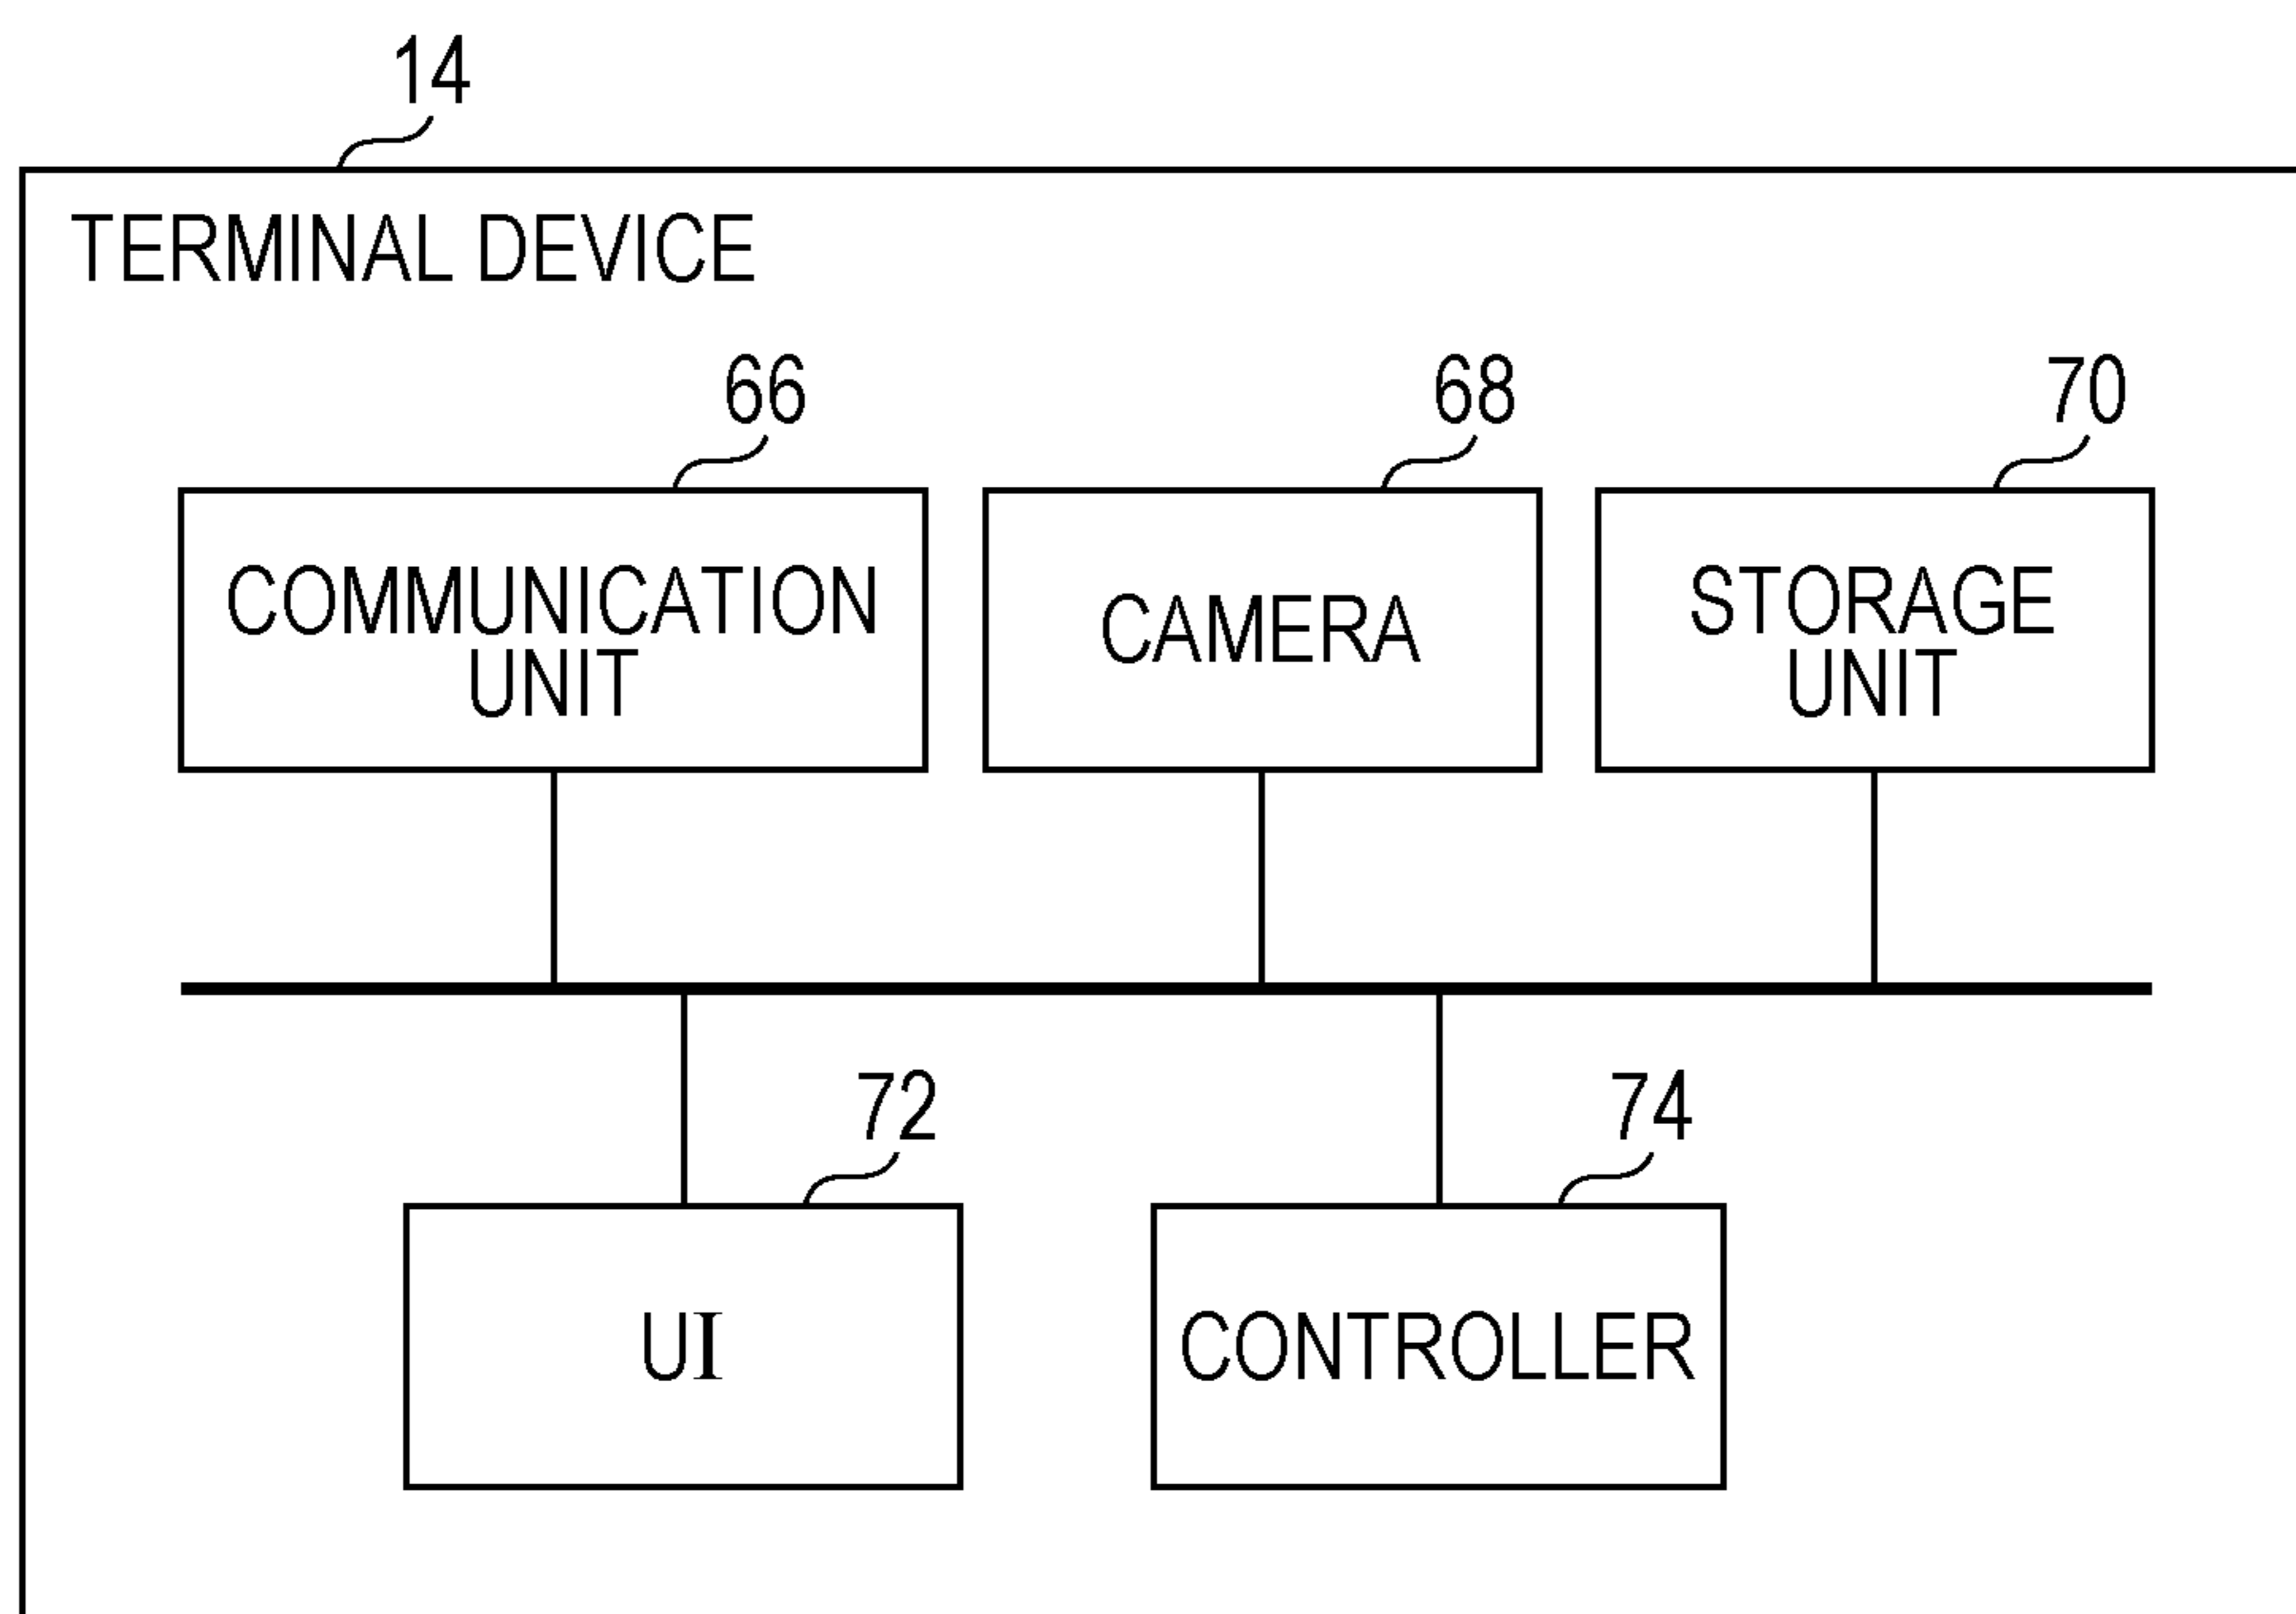 14
TERMINAL DEVICE
66
68
70
COMMUNICATION
UNIT
CAMERA
STORAGE
UNIT
72
74
UI
CONTROLLER